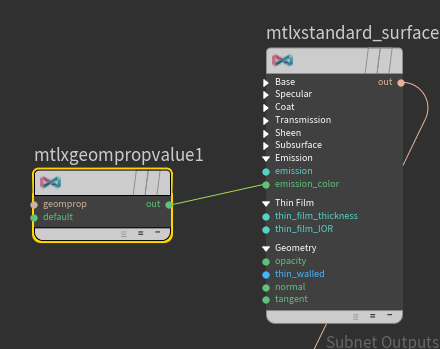 mtlxstandard_surface
Base
out
Specular
Coat
Transmission
Sheen
Subsurface
Emission
emission
emission_color
Thin Film
thin_film_thickness
thin_film_IOR
Geometry
opacity
thin_walled
normal
tangent
mtlxgeompropvalue1
geomprop
out
default
Subnet Outputs